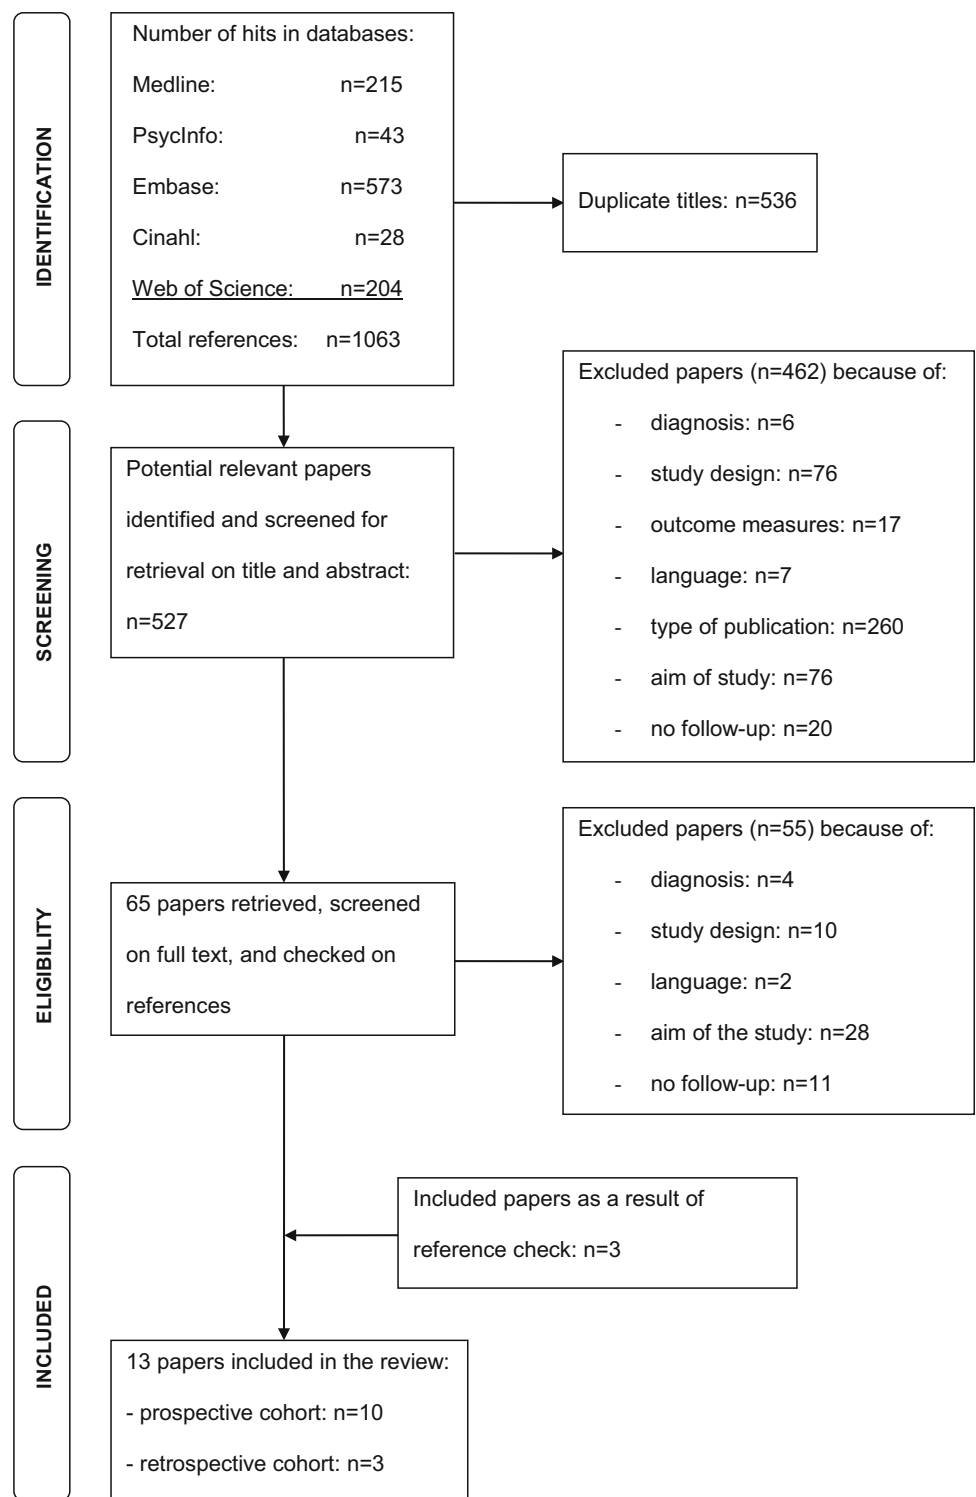 IDENTIFICATION
Number of hits in databases:
Medline: n=215
PsycInfo: n=43
Embase: n=573
Cinahl: n=28
Web of Science: n=204
Total references: n=1063
Duplicate titles: n=536
SCREENING
Potential relevant papers
identified and screened for
retrieval on title and abstract:
n=527
Excluded papers (n=462) because of:
- diagnosis: n=6
- study design: n=76
- outcome measures: n=17
- language: n=7
- type of publication: n=260
- aim of study: n=76
- no follow-up: n=20
ELIGIBILITY
65 papers retrieved, screened
on full text, and checked on
references
Excluded papers (n=55) because of:
- diagnosis: n=4
- study design: n=10
- language: n=2
- aim of the study: n=28
- no follow-up: n=11
INCLUDED
Included papers as a result of
reference check: n=3
13 papers included in the review:
- prospective cohort: n=10
- retrospective cohort: n=3